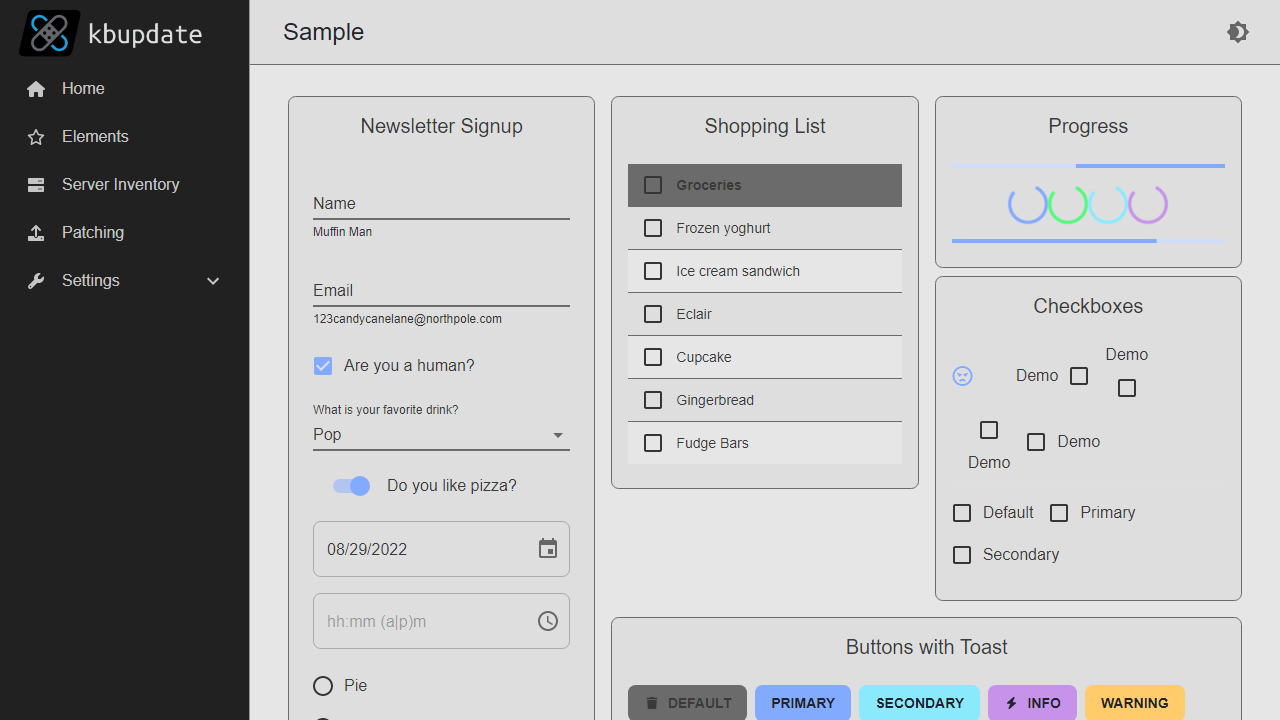 kbupdate
Home
Elements
Server Inventory
Patching
Settings
Sample
Newsletter Signup
Name
Muffin Man
Email
123candycanelane@northpole.com
Are you a human?
What is your favorite drink?
Pop
Do you like pizza?
08/29/2022
hh:mm (a|p)m
Pie
Shopping List
Groceries
Frozen yoghurt
Ice cream sandwich
Eclair
Cupcake
Gingerbread
Fudge Bars
Progress
Checkboxes
Demo
Demo
Demo
Demo
Default Primary
Secondary
Buttons with Toast
DEFAULT PRIMARY SECONDARY INFO WARNING